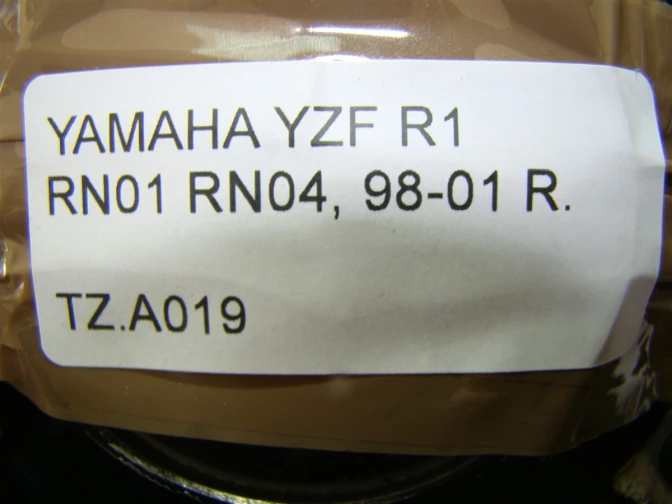 YAMAHA YZF R1
RN01 RN04, 98-01 R.
TZ.A019